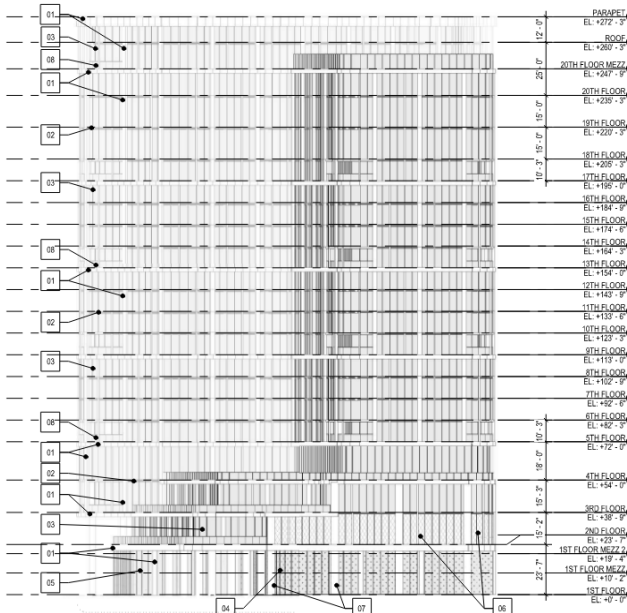 PARAPET
EL: +272' - 3"
12' - 0"
ROOF
EL: +260' - 3"
25' - 0"
20TH FLOOR MEZZ
EL: +247' - 9"
20TH FLOOR
EL: +235' - 3"
15' - 0"
19TH FLOOR
EL: +220' - 3"
15' - 0"
18TH FLOOR
EL: +205' - 3"
10' - 3"
17TH FLOOR
EL: +195' - 0"
16TH FLOOR
EL: +184' - 9"
15TH FLOOR
EL: +174' - 6"
14TH FLOOR
EL: +164' - 3"
13TH FLOOR
EL: +154' - 0"
12TH FLOOR
EL: +143' - 9"
11TH FLOOR
EL: +133' - 6"
10TH FLOOR
EL: +123' - 3"
9TH FLOOR
EL: +113' - 0"
8TH FLOOR
EL: +102' - 9"
7TH FLOOR
EL: +92' - 6"
6TH FLOOR
EL: +82' - 3"
10' - 3"
5TH FLOOR
EL: +72' - 0"
18' - 0"
4TH FLOOR
EL: +54' - 0"
15' - 3"
3RD FLOOR
EL: +38' - 9"
15' - 2"
2ND FLOOR
EL: +23' - 7"
1ST FLOOR MEZZ 2
EL: +19' - 4"
23' - 7"
1ST FLOOR MEZZ
EL: +10' - 2"
1ST FLOOR
EL: +0' - 0"
01
03
08
01
02
03
08
01
02
03
08
01
02
01
03
01
05
04
07
06